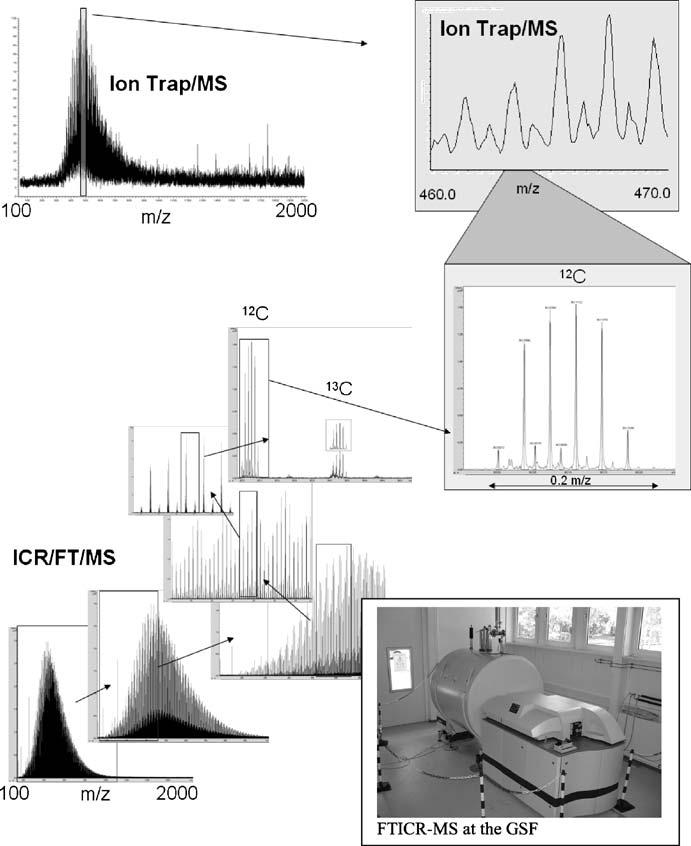 Ion Trap/MS
100
m/z
2000
Ion Trap/MS
460.0
m/z
470.0
¹²C
0.2 m/z
¹²C
¹³C
ICR/FT/MS
100
m/z
2000
FTICR-MS at the GSF